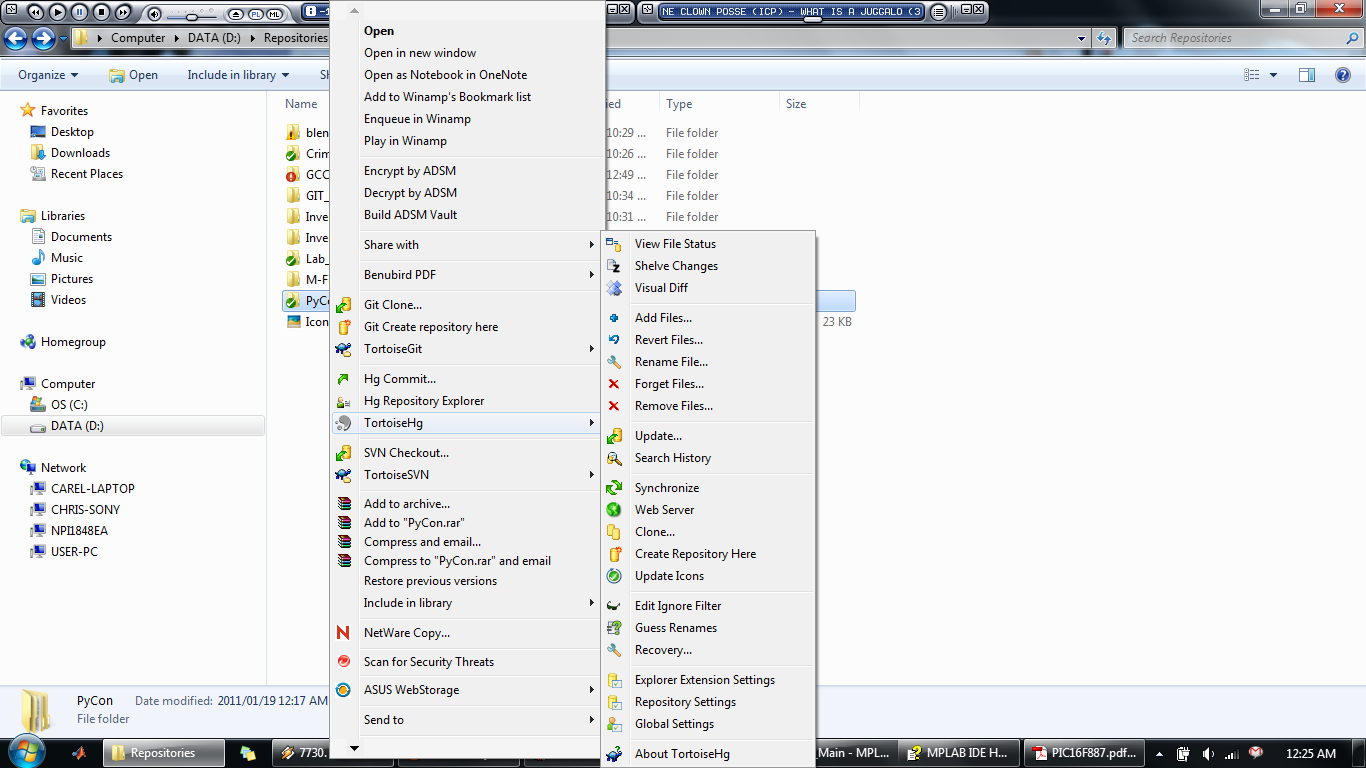 PL ML
NE CLOWN POSSE (ICP) - WHAT IS A JUGGALO (3
Computer DATA (D:) Repositories
Search Repositories
Organize Open Include in library
Name ied Type Size
Favorites
Desktop
Downloads
Recent Places
Libraries
Documents
Music
Pictures
Videos
Homegroup
Computer
OS (C:)
DATA (D:)
Network
CAREL-LAPTOP
CHRIS-SONY
NPI1848EA
USER-PC
blen 10:29 ... File folder
Crim 10:26 ... File folder
GCC 12:49 ... File folder
GIT_ 10:34 ... File folder
Inve 10:31 ... File folder
Inve
Lab_
M-F
PyCo
Icon 23 KB
Open
Open in new window
Open as Notebook in OneNote
Add to Winamp's Bookmark list
Enqueue in Winamp
Play in Winamp
Encrypt by ADSM
Decrypt by ADSM
Build ADSM Vault
Share with
Benubird PDF
Git Clone...
Git Create repository here
TortoiseGit
Hg Commit...
Hg Repository Explorer
TortoiseHg
SVN Checkout...
TortoiseSVN
Add to archive...
Add to "PyCon.rar"
Compress and email...
Compress to "PyCon.rar" and email
Restore previous versions
Include in library
NetWare Copy...
Scan for Security Threats
ASUS WebStorage
Send to
View File Status
Shelve Changes
Visual Diff
Add Files...
Revert Files...
Rename File...
Forget Files...
Remove Files...
Update...
Search History
Synchronize
Web Server
Clone...
Create Repository Here
Update Icons
Edit Ignore Filter
Guess Renames
Recovery...
Explorer Extension Settings
Repository Settings
Global Settings
About TortoiseHg
PyCon Date modified: 2011/01/19 12:17 AM
File folder
Repositories 7730. _Main - MPL... MPLAB IDE H... PIC16F887.pdf... 12:25 AM